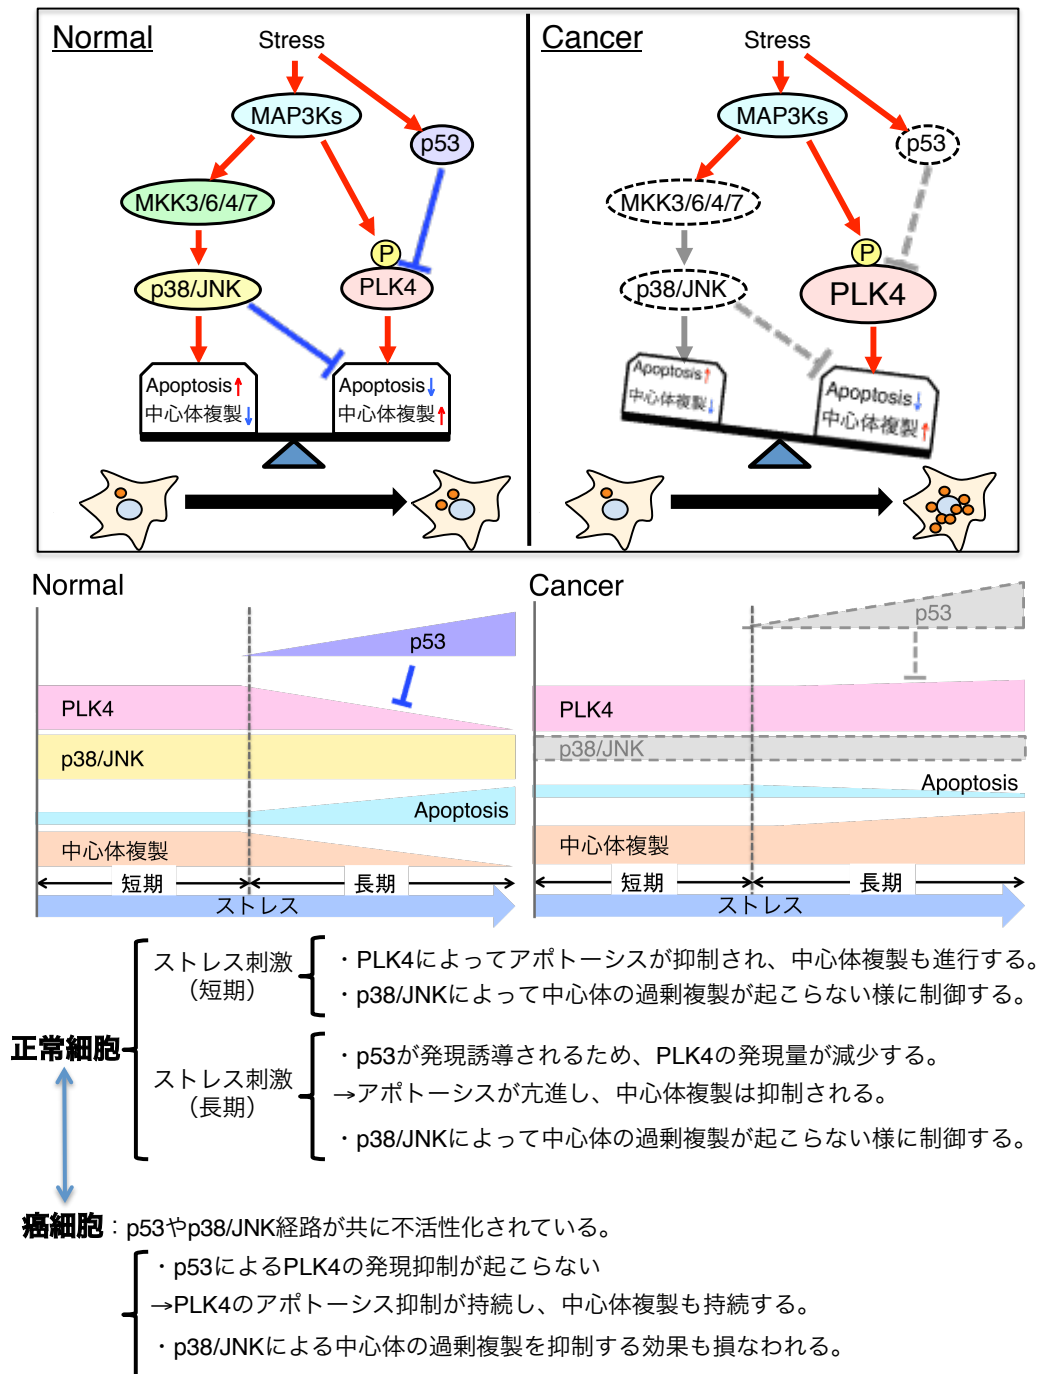 Normal
Stress
MAP3Ks
p53
MKK3/6/4/7
P
p38/JNK
PLK4
Apoptosis↑
中心体複製↓
Apoptosis↓
中心体複製↑
Cancer
Stress
MAP3Ks
p53
MKK3/6/4/7
P
p38/JNK
PLK4
Apoptosis↑
中心体複製↓
Apoptosis↓
中心体複製↑
Normal
p53
PLK4
p38/JNK
Apoptosis
中心体複製
短期
長期
ストレス
Cancer
p53
PLK4
p38/JNK
Apoptosis
中心体複製
短期
長期
ストレス
正常細胞
ストレス刺激
（短期）
・PLK4によってアポトーシスが抑制され、中心体複製も進行する。
・p38/JNKによって中心体の過剰複製が起こらない様に制御する。
ストレス刺激
（長期）
・p53が発現誘導されるため、PLK4の発現量が減少する。
→アポトーシスが亢進し、中心体複製は抑制される。
・p38/JNKによって中心体の過剰複製が起こらない様に制御する。
癌細胞：p53やp38/JNK経路が共に不活性化されている。
・p53によるPLK4の発現抑制が起こらない
→PLK4のアポトーシス抑制が持続し、中心体複製も持続する。
・p38/JNKによる中心体の過剰複製を抑制する効果も損なわれる。